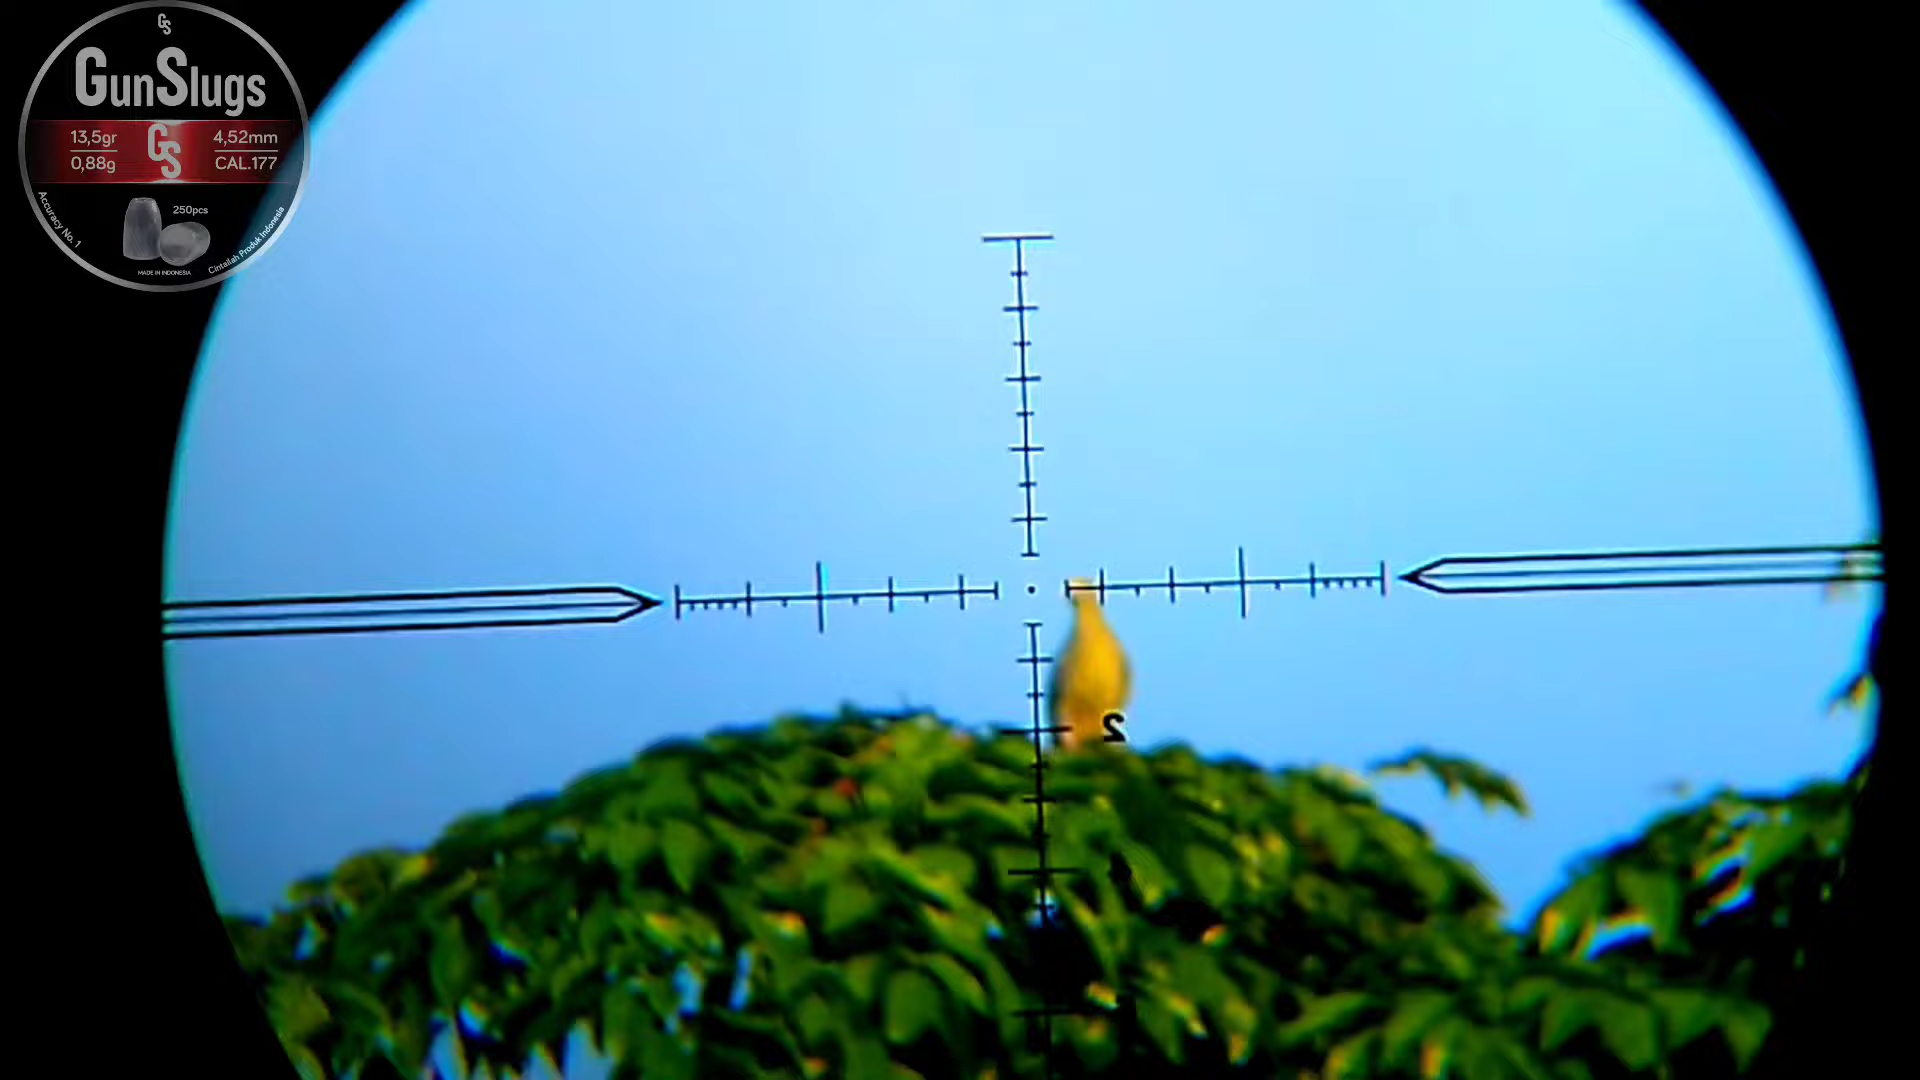 GS
GunSlugs
13,5gr
0,88g
GS
4,52mm
CAL.177
250pcs
Accuracy No. 1
Cintailah Produk Indonesia
MADE IN INDONESIA
2